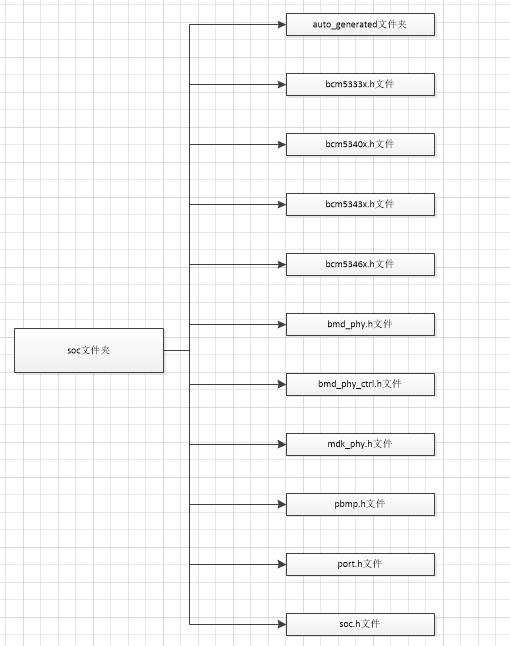 auto_generated文件夹
bcm5333x.h文件
bcm5340x.h文件
bcm5343x.h文件
bcm5346x.h文件
bmd_phy.h文件
soc文件夹
bmd_phy_ctrl.h文件
mdk_phy.h文件
pbmp.h文件
port.h文件
soc.h文件